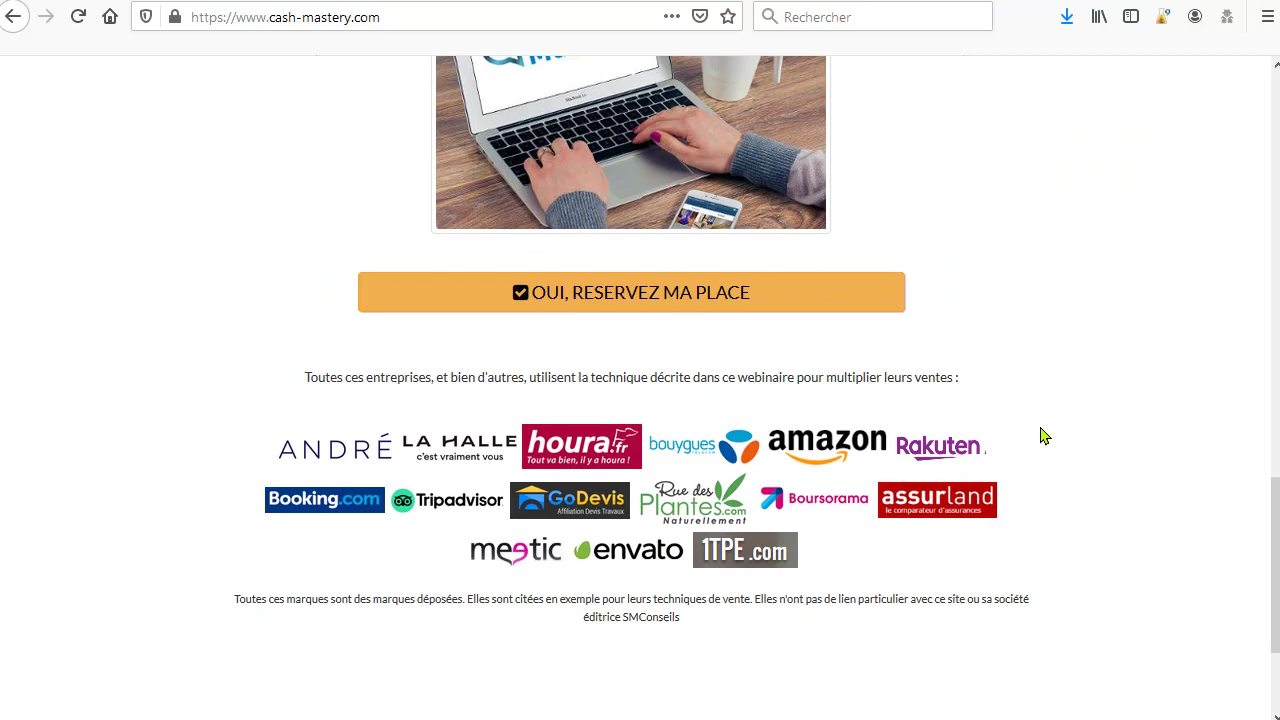 https://www.cash-mastery.com
Rechercher
OUI, RESERVEZ MA PLACE
Toutes ces entreprises, et bien d'autres, utilisent la technique décrite dans ce webinaire pour multiplier leurs ventes :
ANDRÉ LA HALLE houra.fr bouygues amazon Rakuten
c'est vraiment vous Tout va bien, il y a houra ! TELECOM
Booking.com Tripadvisor GoDevis Rue des Plantes.com Boursorama assurland
Affiliation Devis Travaux Naturellement le comparateur d'assurances
meetic envato 1TPE.com
Toutes ces marques sont des marques déposées. Elles sont citées en exemple pour leurs techniques de vente. Elles n'ont pas de lien particulier avec ce site ou sa société
éditrice SMConseils